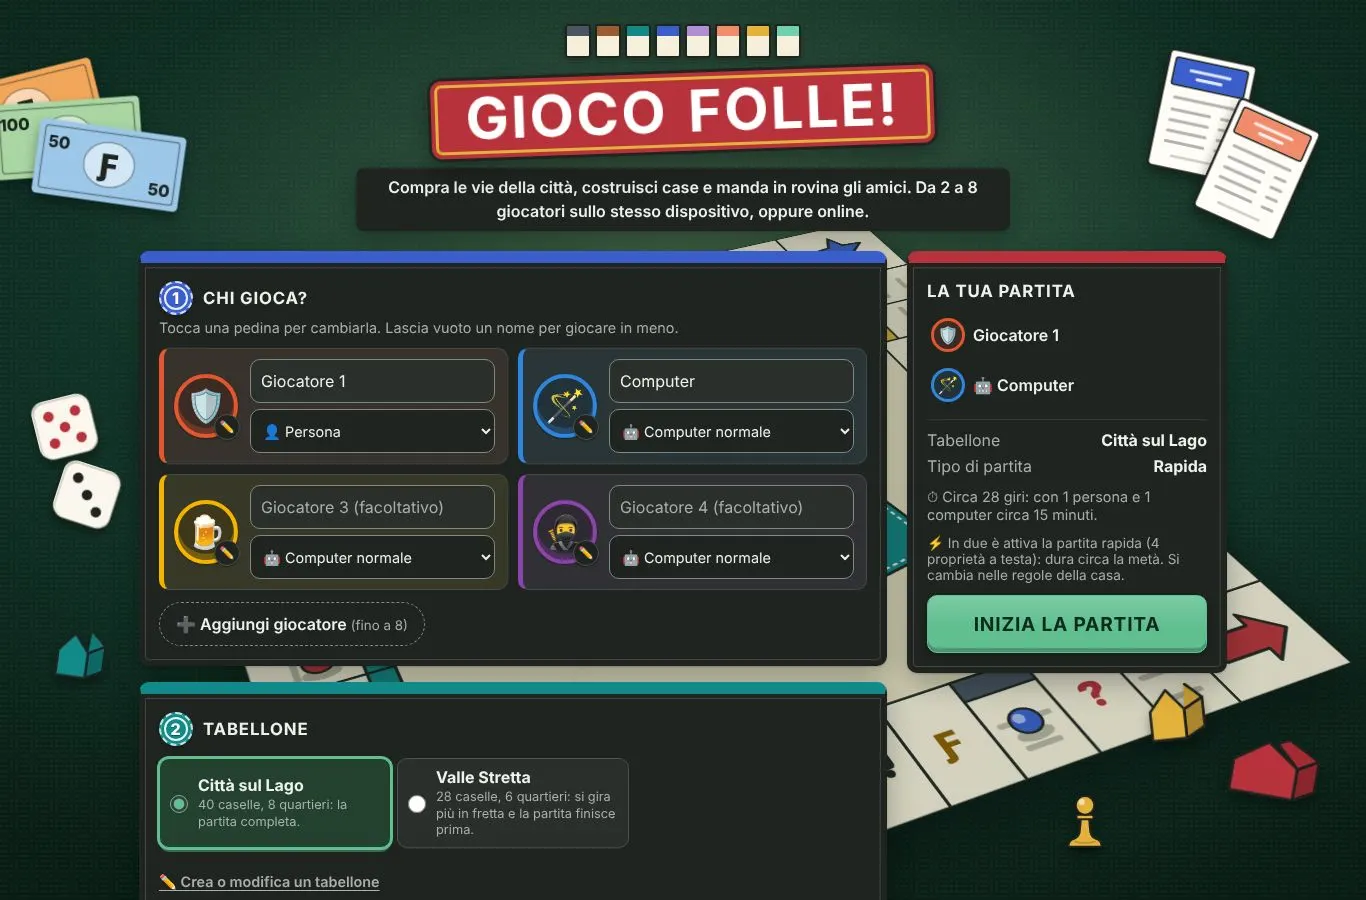 GIOCO FOLLE!
100
50
50
Compra le vie della città, costruisci case e manda in rovina gli amici. Da 2 a 8
giocatori sullo stesso dispositivo, oppure online.
1 CHI GIOCA?
Tocca una pedina per cambiarla. Lascia vuoto un nome per giocare in meno.
Giocatore 1
Persona
Computer
Computer normale
Giocatore 3 (facoltativo)
Computer normale
Giocatore 4 (facoltativo)
Computer normale
Aggiungi giocatore (fino a 8)
LA TUA PARTITA
Giocatore 1
Computer
Tabellone Città sul Lago
Tipo di partita Rapida
Circa 28 giri: con 1 persona e 1
computer circa 15 minuti.
In due è attiva la partita rapida (4
proprietà a testa): dura circa la metà. Si
cambia nelle regole della casa.
INIZIA LA PARTITA
?
2 TABELLONE
Città sul Lago
40 caselle, 8 quartieri: la
partita completa.
Valle Stretta
28 caselle, 6 quartieri: si gira
più in fretta e la partita finisce
prima.
Crea o modifica un tabellone